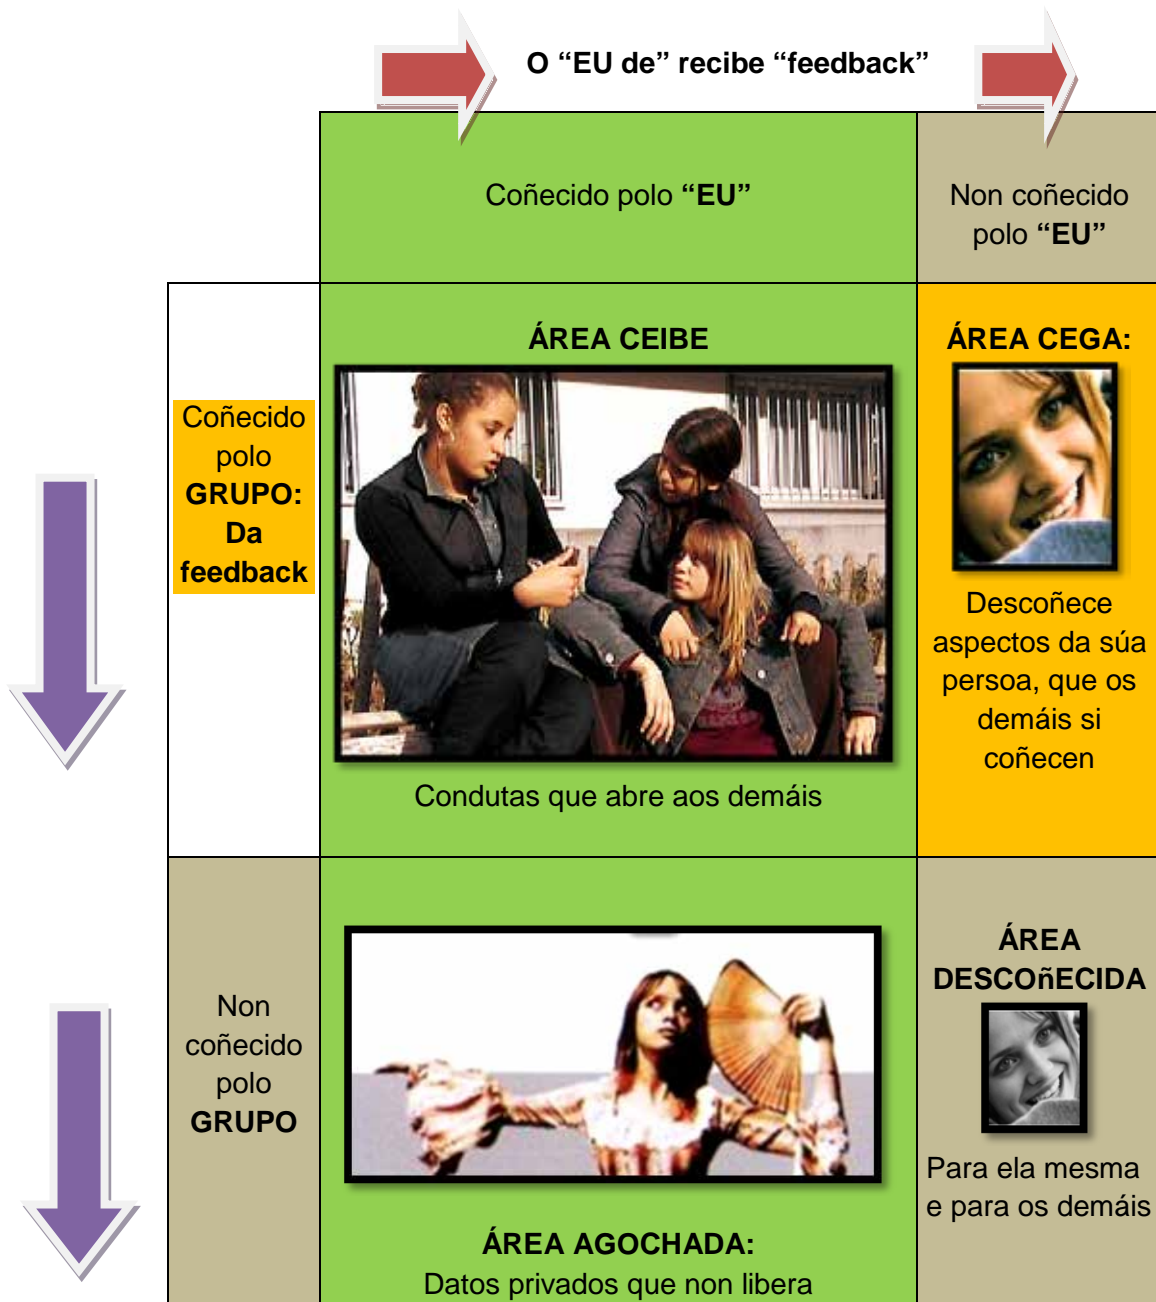 O “EU de” recibe “feedback”
Coñecido polo “EU”
Non coñecido
polo “EU”
Coñecido
polo
GRUPO:
Da
feedback
ÁREA CEIBE
Condutas que abre aos demáis
ÁREA CEGA:
Descoñece
aspectos da súa
persoa, que os
demáis si
coñecen
Non
coñecido
polo
GRUPO
ÁREA AGOCHADA:
Datos privados que non libera
ÁREA
DESCOñECIDA
Para ela mesma
e para os demáis